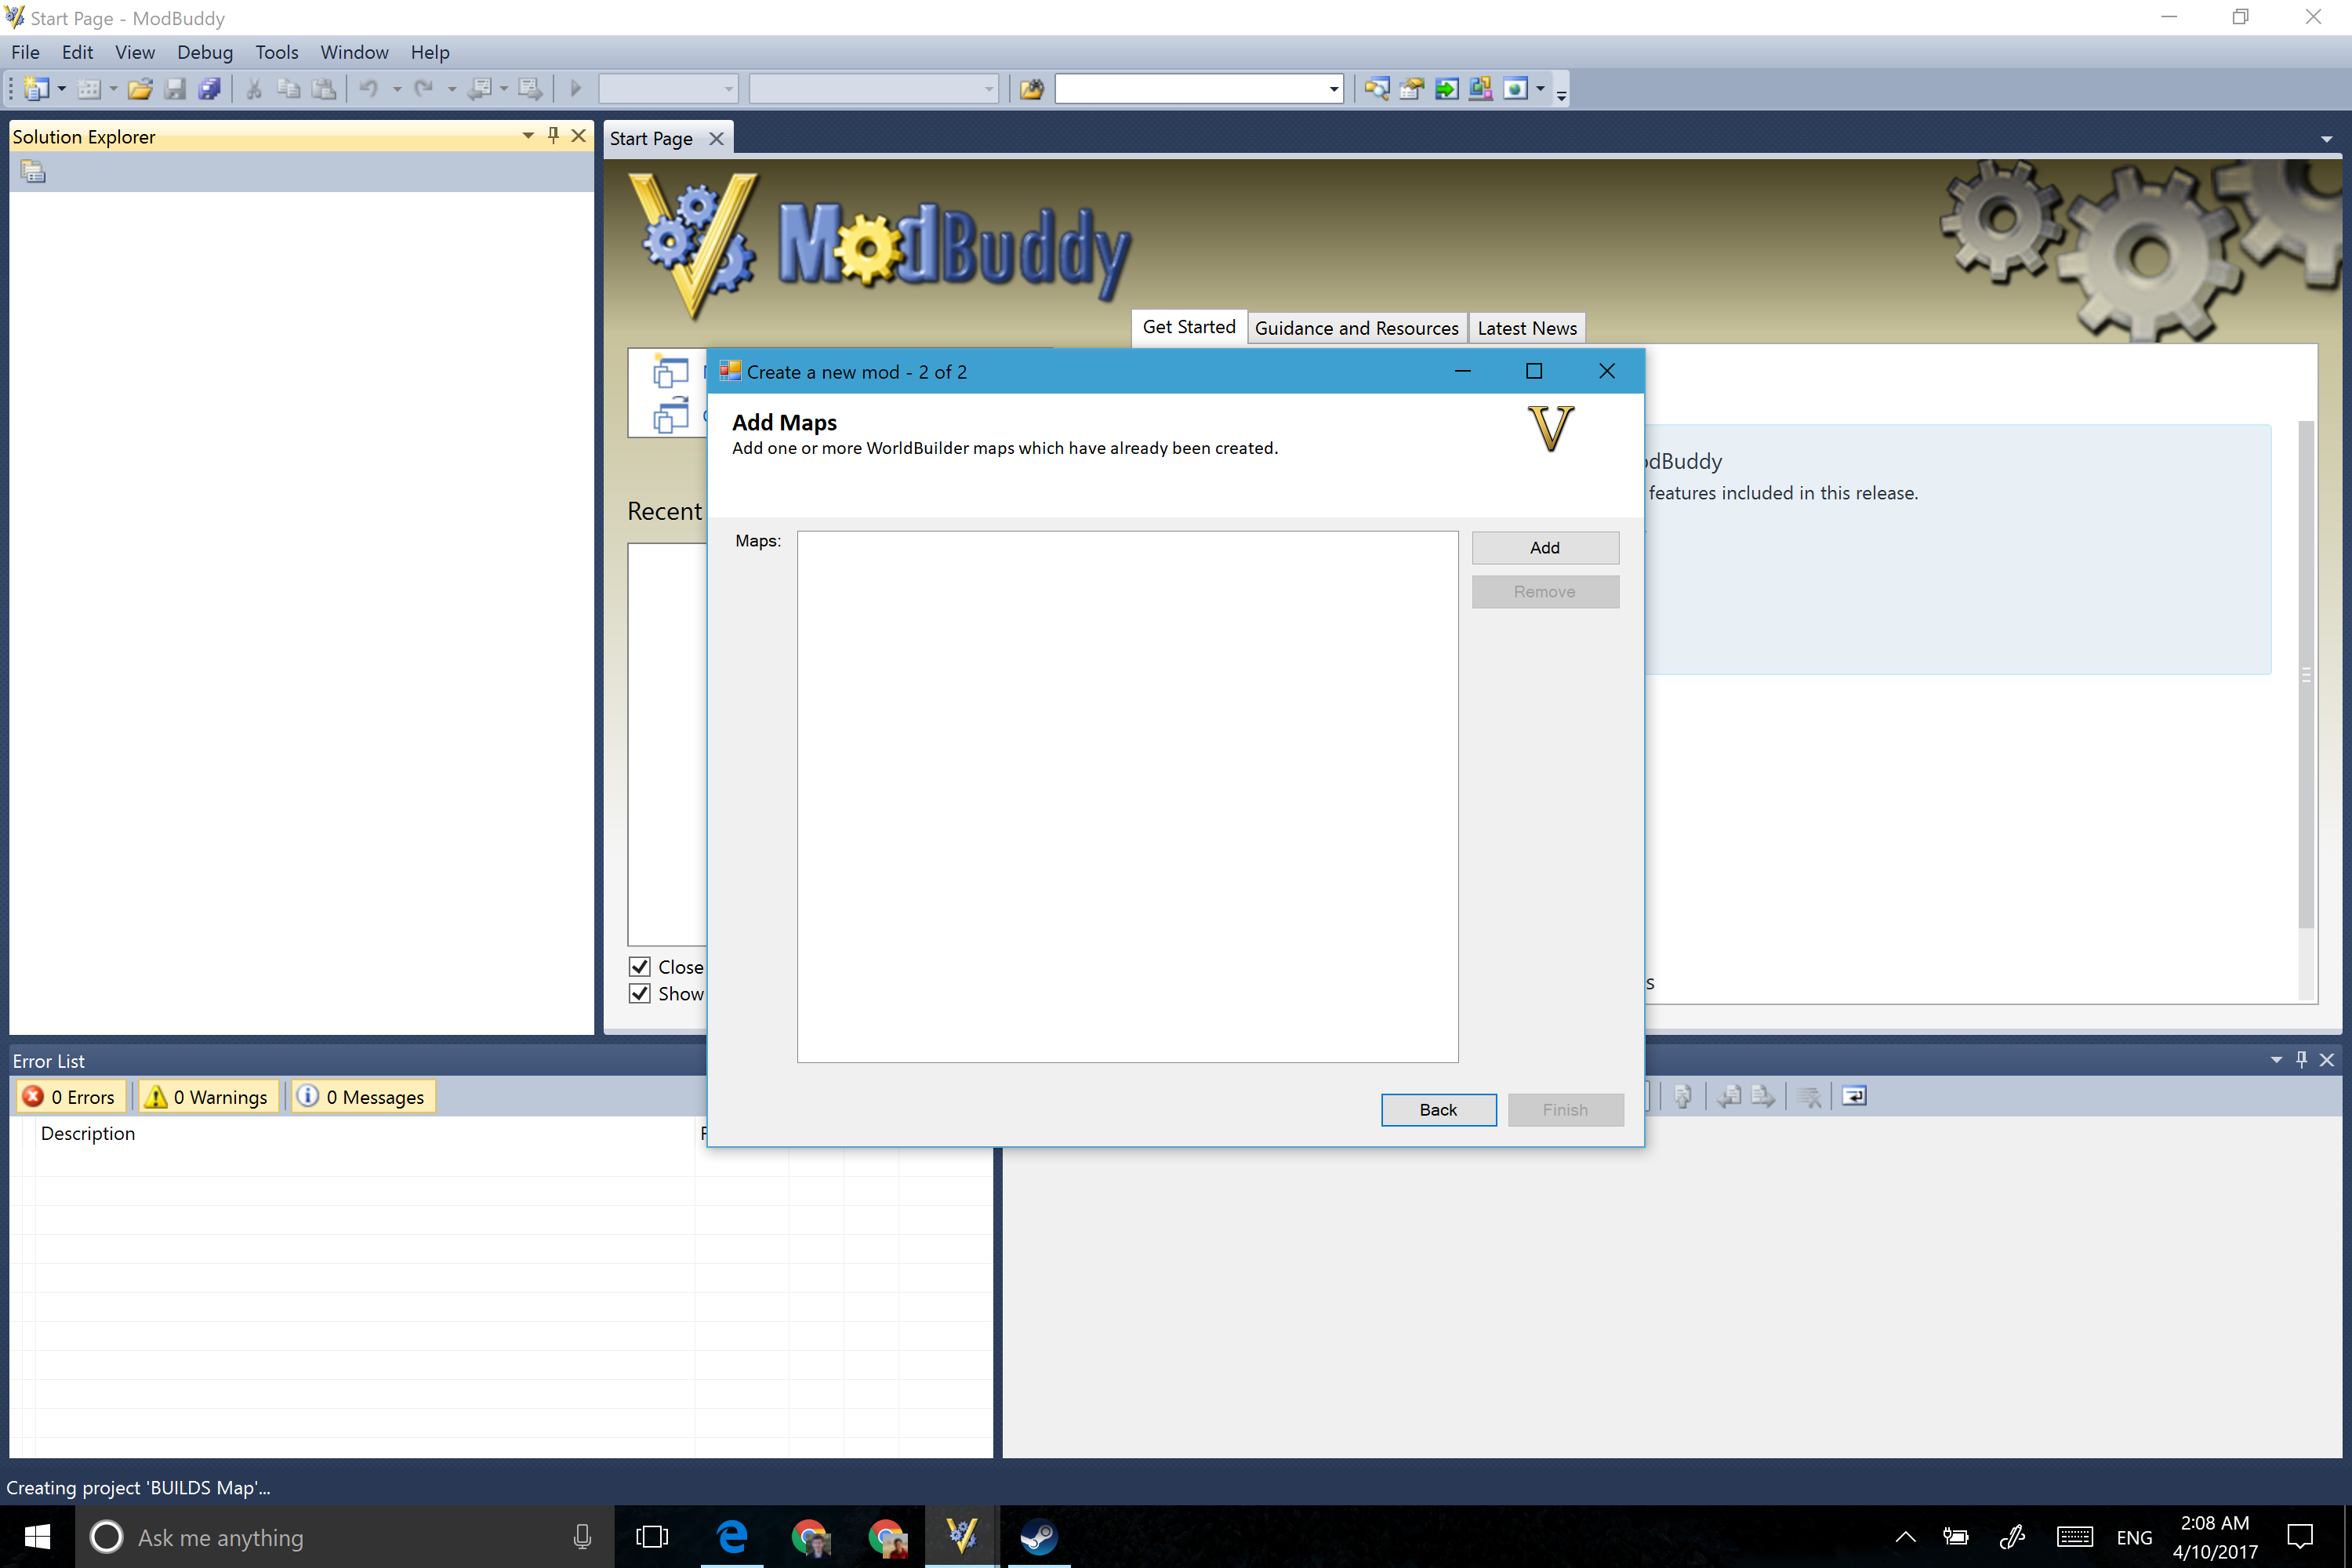 Start Page - ModBuddy
File Edit View Debug Tools Window Help
Solution Explorer
Start Page
ModBuddy
Get Started Guidance and Resources Latest News
Create a new mod - 2 of 2
Add Maps
Add one or more WorldBuilder maps which have already been created.
V
dBuddy
features included in this release.
Recent
Maps:
Add
Remove
Close
Show
s
Back
Finish
Error List
0 Errors
0 Warnings
0 Messages
Description
Creating project 'BUILDS Map'...
Ask me anything
ENG
2:08 AM
4/10/2017